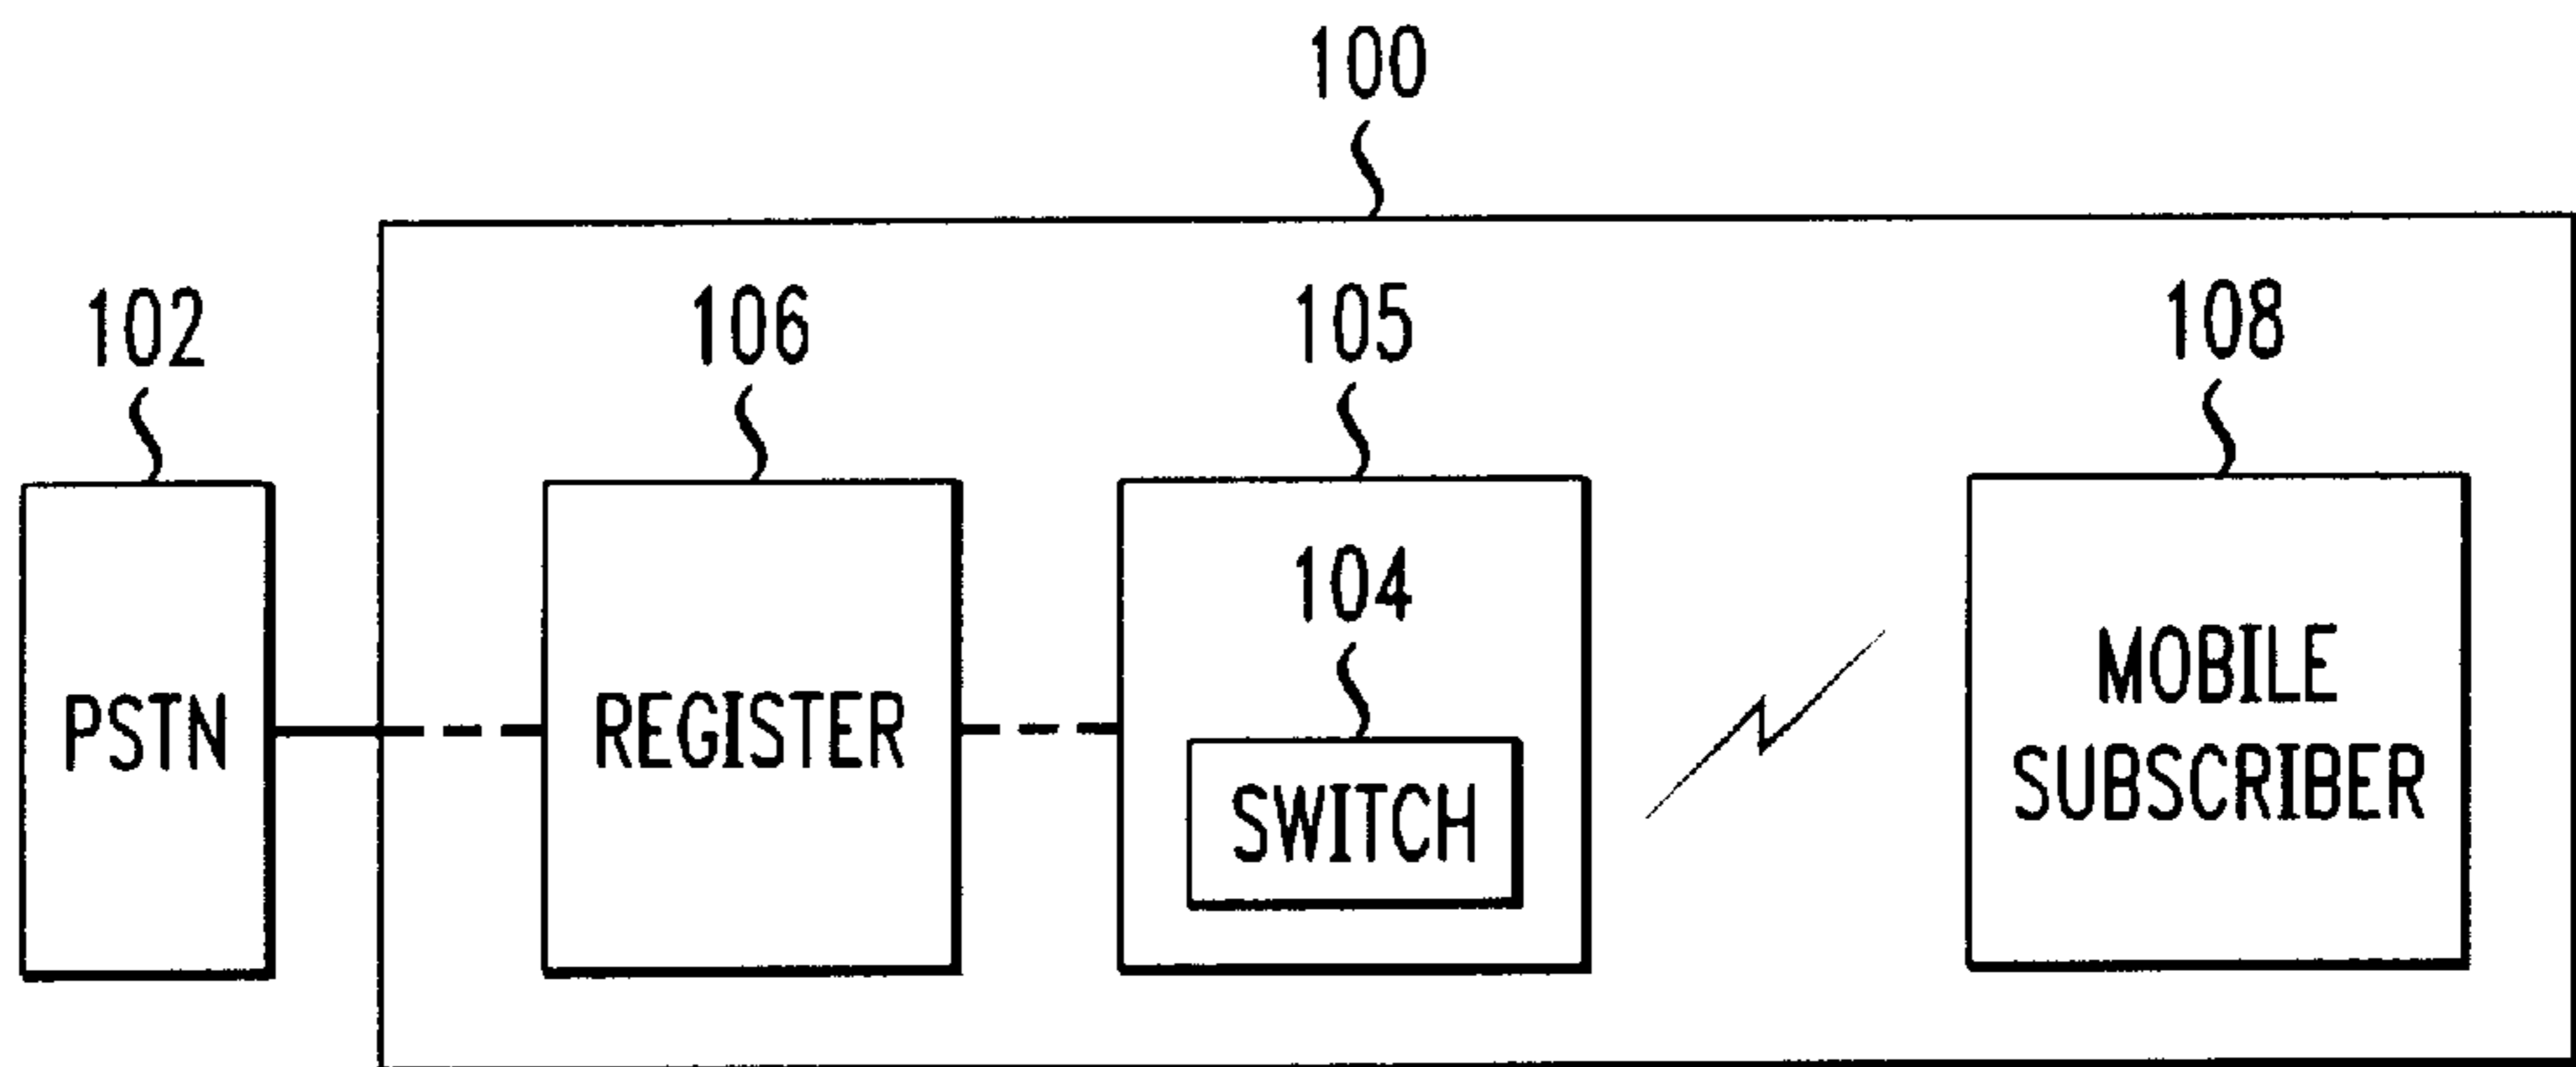 100
102
106
105
108
104
PSTN
REGISTER
SWITCH
MOBILE
SUBSCRIBER